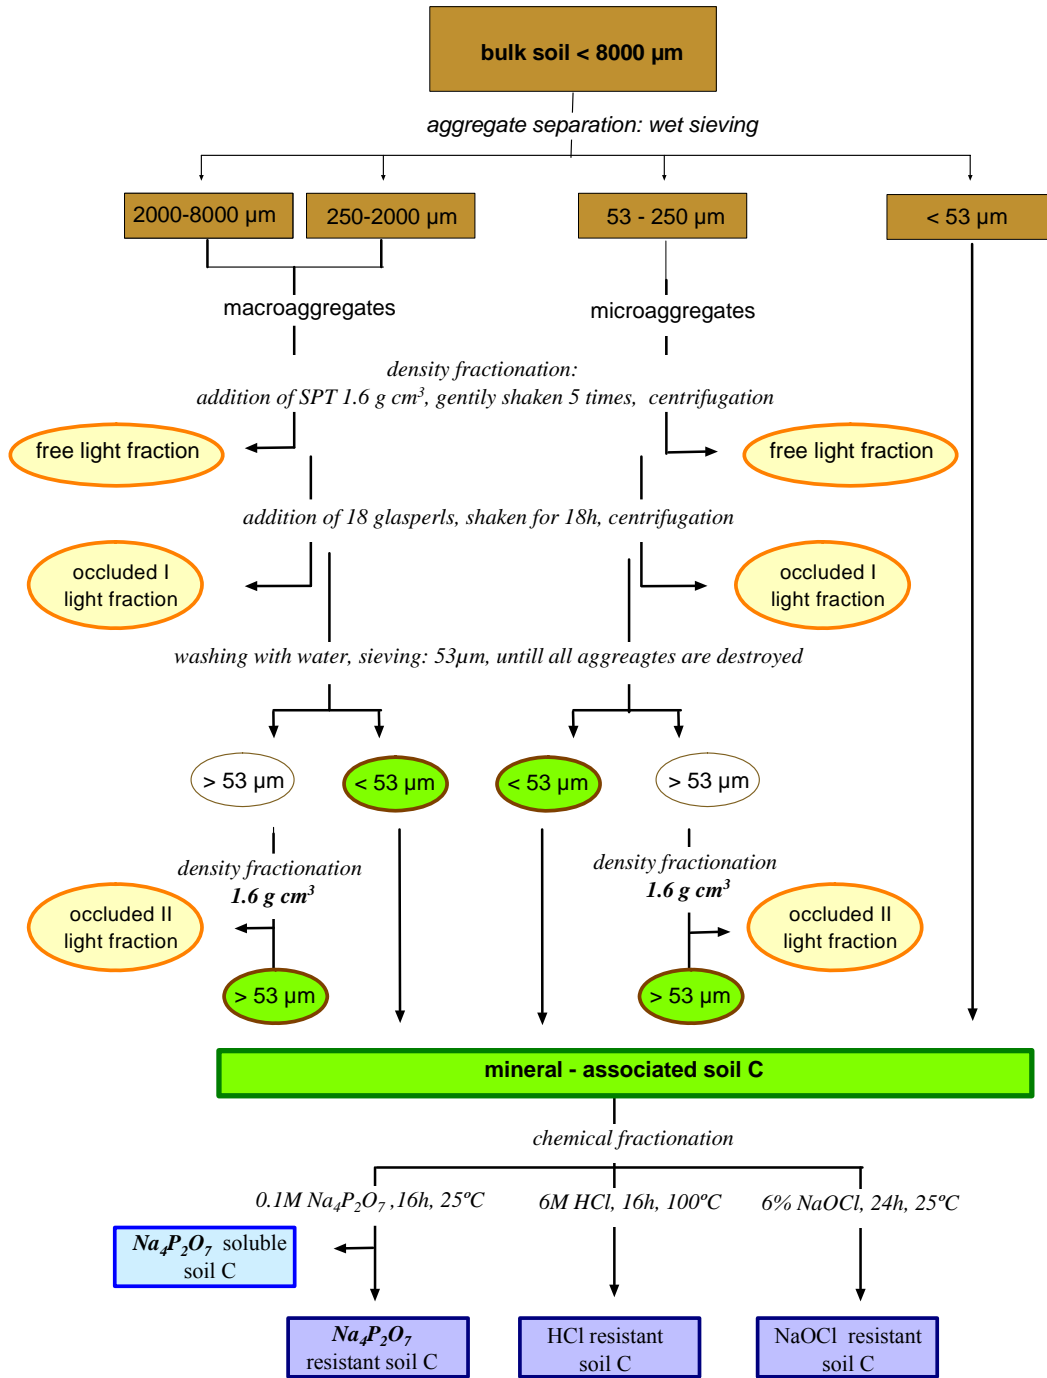 bulk soil < 8000 µm
aggregate separation: wet sieving
2000-8000 µm
250-2000 µm
53 - 250 µm
< 53 µm
macroaggregates
microaggregates
density fractionation:
addition of SPT 1.6 g cm³, gentily shaken 5 times, centrifugation
free light fraction
free light fraction
addition of 18 glasperls, shaken for 18h, centrifugation
occluded I
light fraction
occluded I
light fraction
washing with water, sieving: 53µm, untill all aggreagtes are destroyed
> 53 µm
< 53 µm
< 53 µm
> 53 µm
density fractionation
1.6 g cm³
density fractionation
1.6 g cm³
occluded II
light fraction
occluded II
light fraction
> 53 µm
> 53 µm
mineral - associated soil C
chemical fractionation
0.1M Na₄P₂O₇ ,16h, 25ºC
6M HCl, 16h, 100ºC
6% NaOCl, 24h, 25ºC
Na₄P₂O₇ soluble
soil C
Na₄P₂O₇
resistant soil C
HCl resistant
soil C
NaOCl resistant
soil C